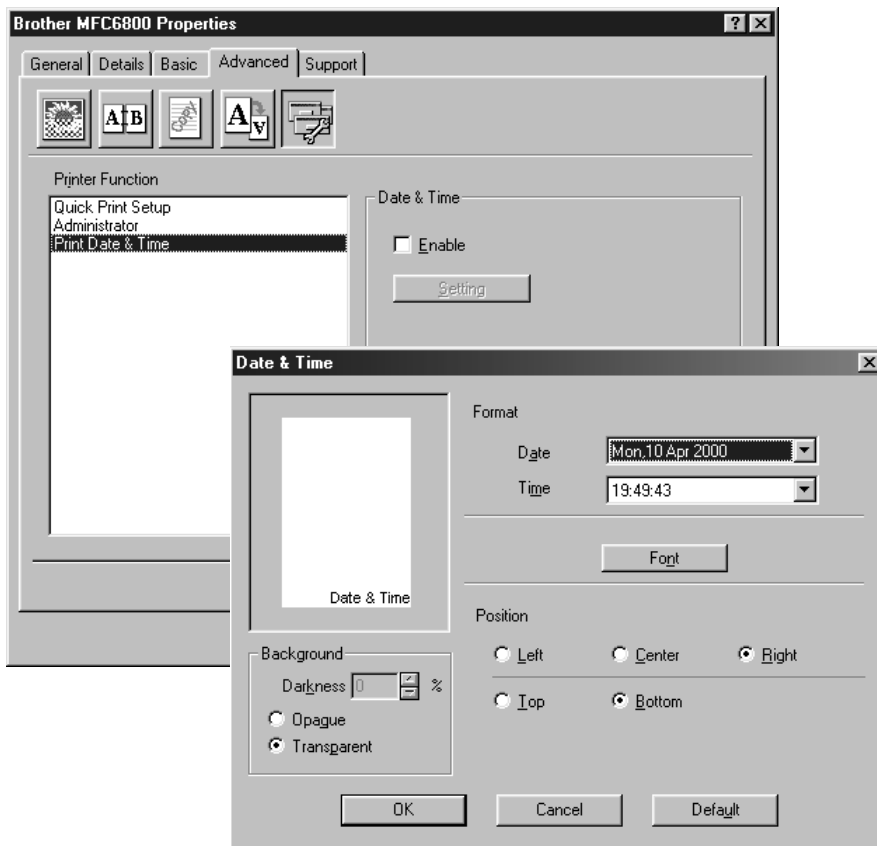 Brother MFC6800 Properties
General Details Basic Advanced Support
A B
A A
Printer Function
Quick Print Setup
Administrator
Print Date & Time
Date & Time
Enable
Setting
Date & Time
Date & Time
Format
Date Mon,10 Apr 2000
Time 19:49:43
Font
Position
Left Center Right
Top Bottom
Background
Darkness 0 %
Opague
Transparent
OK Cancel Default